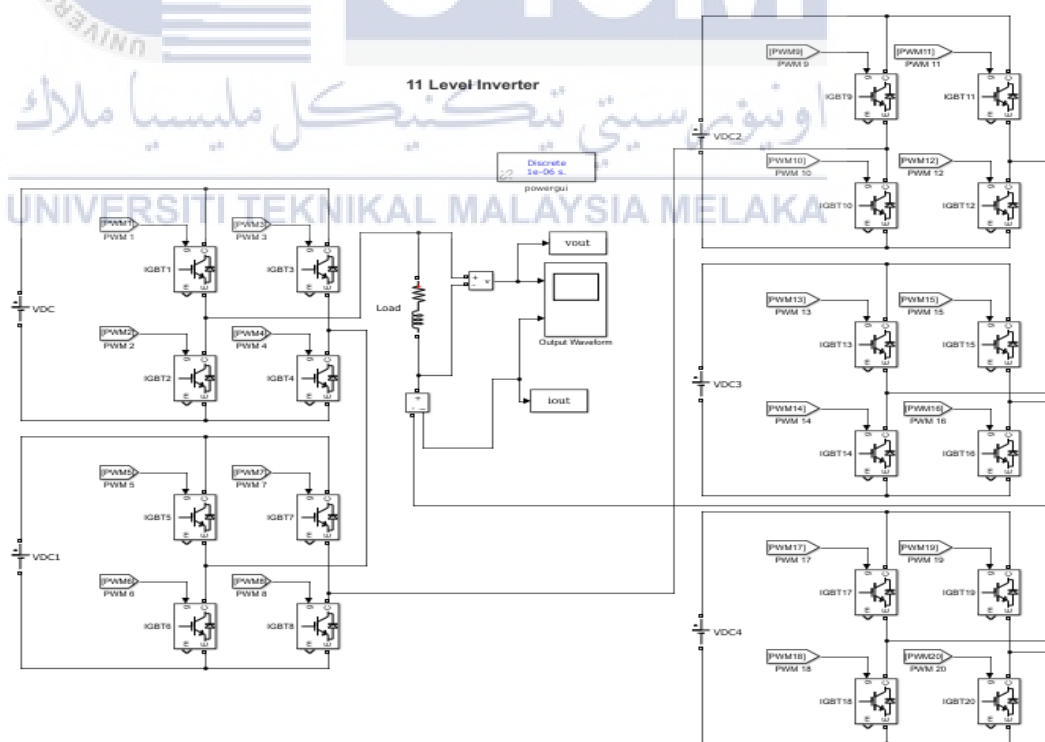 UNIVERS
UTeM
اونيۏرسيتي تيكنيكل مليسيا ملاك
UNIVERSITI TEKNIKAL MALAYSIA MELAKA
11 Level Inverter
Discrete
1e-06 s.
powergui
[PWM1]
PWM 1
[PWM3]
PWM 3
IGBT1
IGBT3
VDC
[PWM2]
PWM 2
[PWM4]
PWM 4
IGBT2
IGBT4
[PWM5]
PWM 5
[PWM7]
PWM 7
IGBT5
IGBT7
VDC1
[PWM6]
PWM 6
[PWM8]
PWM 8
IGBT6
IGBT8
Load
vout
Output Waveform
iout
[PWM9]
PWM 9
[PWM11]
PWM 11
IGBT9
IGBT11
VDC2
[PWM10]
PWM 10
[PWM12]
PWM 12
IGBT10
IGBT12
[PWM13]
PWM 13
[PWM15]
PWM 15
IGBT13
IGBT15
VDC3
[PWM14]
PWM 14
[PWM16]
PWM 16
IGBT14
IGBT16
[PWM17]
PWM 17
[PWM19]
PWM 19
IGBT17
IGBT19
VDC4
[PWM18]
PWM 18
[PWM20]
PWM 20
IGBT18
IGBT20